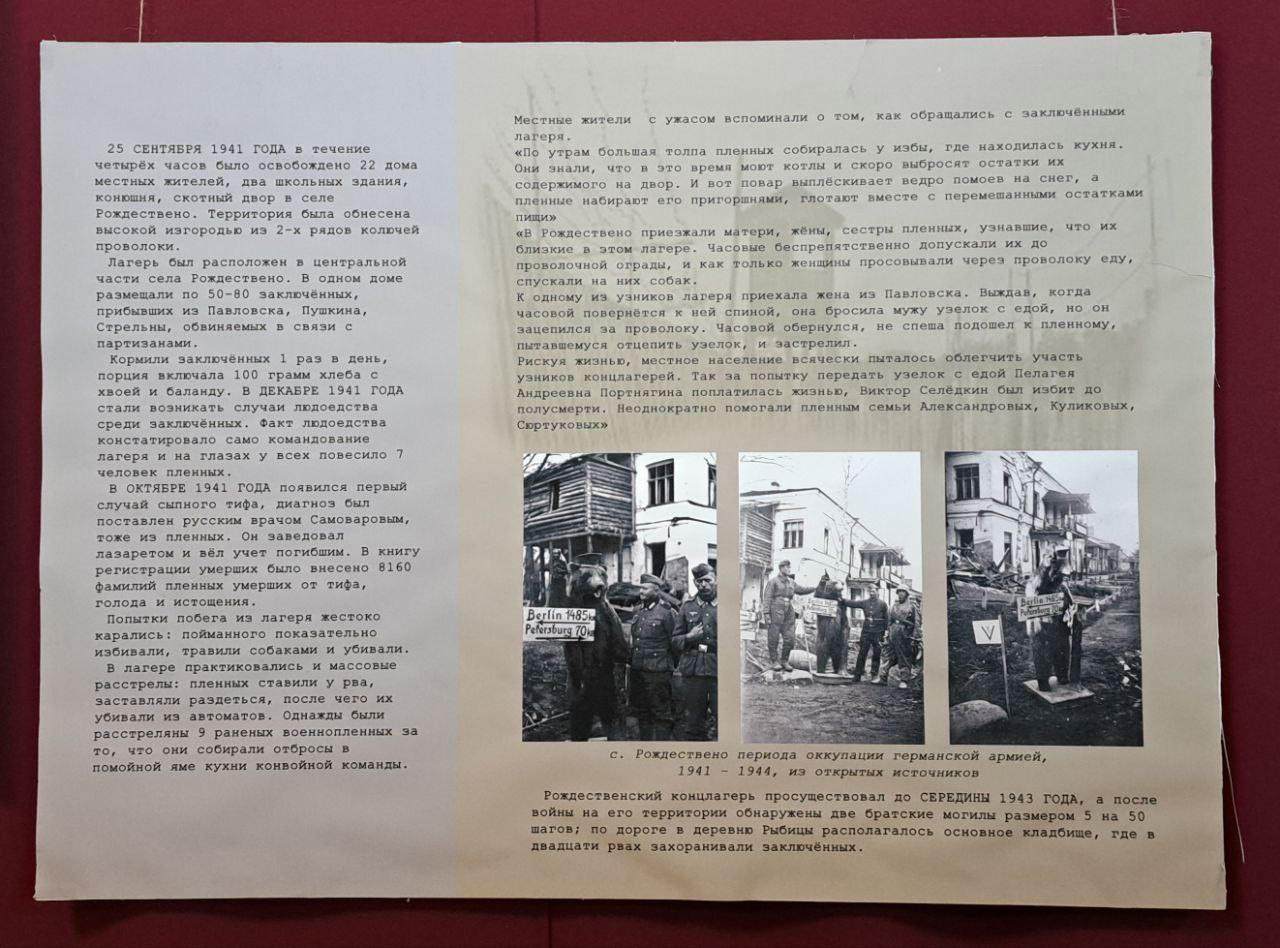 25 СЕНТЯБРЯ 1941 ГОДА в течение
четырёх часов было освобождено 22 дома
местных жителей, два школьных здания,
конюшня, скотный двор в селе
Рождествено. Территория была обнесена
высокой изгородью из 2-х рядов колючей
проволоки.
Лагерь был расположен в центральной
части села Рождествено. В одном доме
размещали по 50-80 заключённых,
прибывших из Павловска, Пушкина,
Стрельны, обвиняемых в связи с
партизанами.
Кормили заключённых 1 раз в день,
порция включала 100 грамм хлеба с
хвоей и баланду. В ДЕКАБРЕ 1941 ГОДА
стали возникать случаи людоедства
среди заключённых. Факт людоедства
констатировало само командование
лагеря и на глазах у всех повесило 7
человек пленных.
В ОКТЯБРЕ 1941 ГОДА появился первый
случай сыпного тифа, диагноз был
поставлен русским врачом Самоваровым,
тоже из пленных. Он заведовал
лазаретом и вёл учет погибшим. В книгу
регистрации умерших было внесено 8160
фамилий пленных умерших от тифа,
голода и истощения.
Попытки побега из лагеря жестоко
карались: пойманного показательно
избивали, травили собаками и убивали.
В лагере практиковались и массовые
расстрелы: пленных ставили у рва,
заставляли раздеться, после чего их
убивали из автоматов. Однажды были
расстреляны 9 раненых военнопленных за
то, что они собирали отбросы в
помойной яме кухни конвойной команды.
Местные жители с ужасом вспоминали о том, как обращались с заключёнными
лагеря.
«По утрам большая толпа пленных собиралась у избы, где находилась кухня.
Они знали, что в это время моют котлы и скоро выбросят остатки их
содержимого на двор. И вот повар выплёскивает ведро помоев на снег, а
пленные набирают его пригоршнями, глотают вместе с перемешанными остатками
пищи»
«В Рождествено приезжали матери, жёны, сестры пленных, узнавшие, что их
близкие в этом лагере. Часовые беспрепятственно допускали их до
проволочной ограды, и как только женщины просовывали через проволоку еду,
спускали на них собак.
К одному из узников лагеря приехала жена из Павловска. Выждав, когда
часовой повернётся к ней спиной, она бросила мужу узелок с едой, но он
зацепился за проволоку. Часовой обернулся, не спеша подошел к пленному,
пытавшемуся отцепить узелок, и застрелил.
Рискуя жизнью, местное население всячески пыталось облегчить участь
узников концлагерей. Так за попытку передать узелок с едой Пелагея
Андреевна Портнягина поплатилась жизнью, Виктор Селёдкин был избит до
полусмерти. Неоднократно помогали пленным семьи Александровых, Куликовых,
Сюртуковых»
Berlin 1485km
Petersburg 70km
Berlin 1485
Petersburg 70
V
с. Рождествено периода оккупации германской армией,
1941 – 1944, из открытых источников
Рождественский концлагерь просуществовал до СЕРЕДИНЫ 1943 ГОДА, а после
войны на его территории обнаружены две братские могилы размером 5 на 50
шагов; по дороге в деревню Рыбицы располагалось основное кладбище, где в
двадцати рвах захоранивали заключённых.